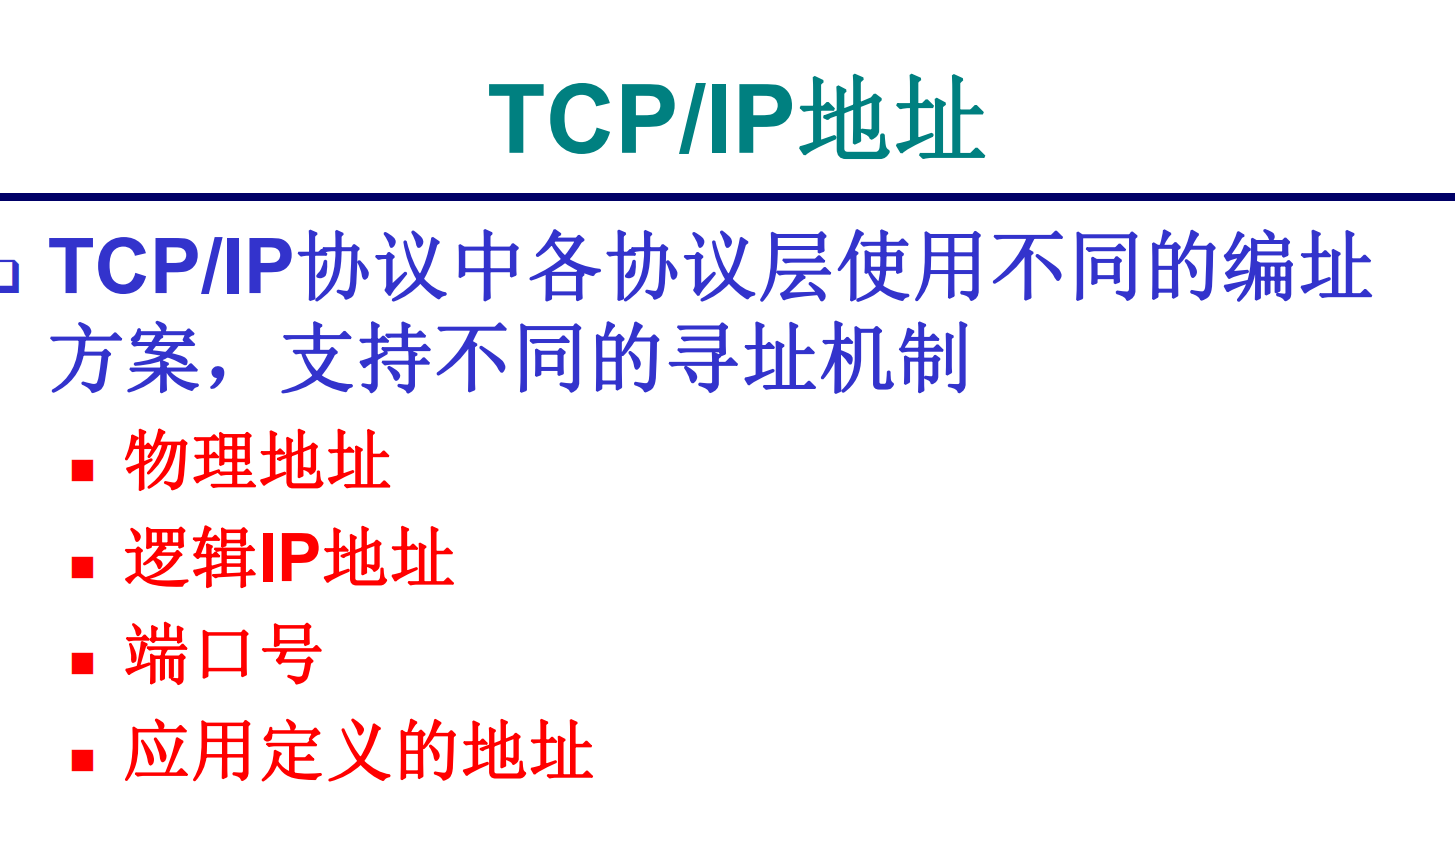 TCP/IP地址
TCP/IP协议中各协议层使用不同的编址
方案，支持不同的寻址机制
物理地址
逻辑IP地址
端口号
应用定义的地址